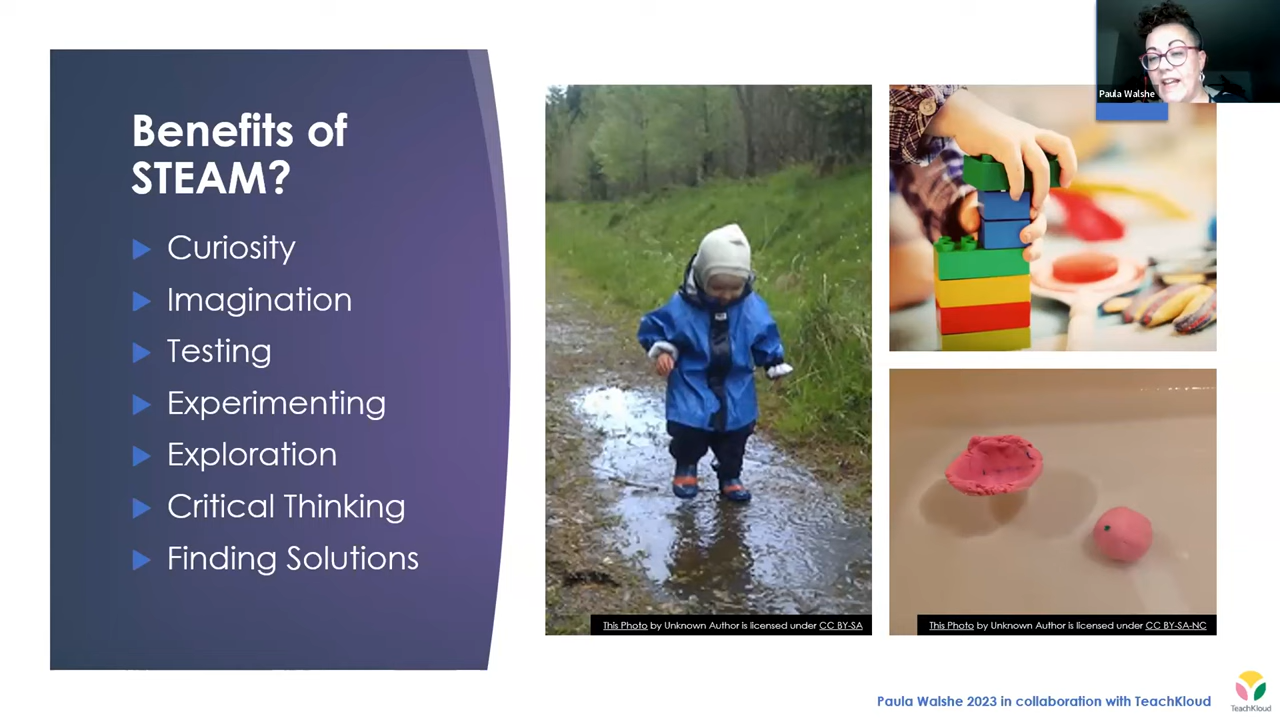 Paula Walshe
Benefits of
STEAM?
Curiosity
Imagination
Testing
Experimenting
Exploration
Critical Thinking
Finding Solutions
This Photo by Unknown Author is licensed under CC BY-SA
This Photo by Unknown Author is licensed under CC BY-SA-NC
Paula Walshe 2023 in collaboration with TeachKloud
TeachKloud